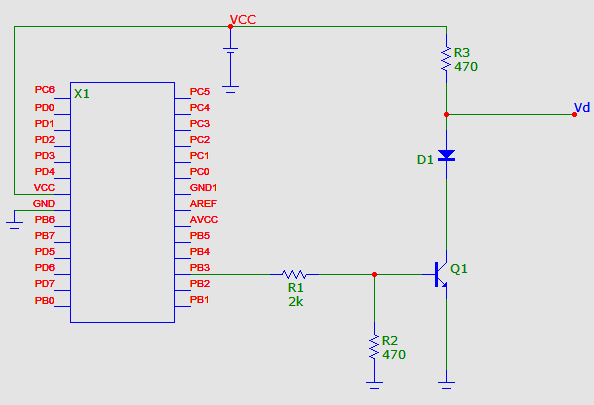 VCC
R3
470
Vd
D1
Q1
X1
PC6
PD0
PD1
PD2
PD3
PD4
VCC
GND
PB6
PB7
PD5
PD6
PD7
PB0
PC5
PC4
PC3
PC2
PC1
PC0
GND1
AREF
AVCC
PB5
PB4
PB3
PB2
PB1
R1
2k
R2
470